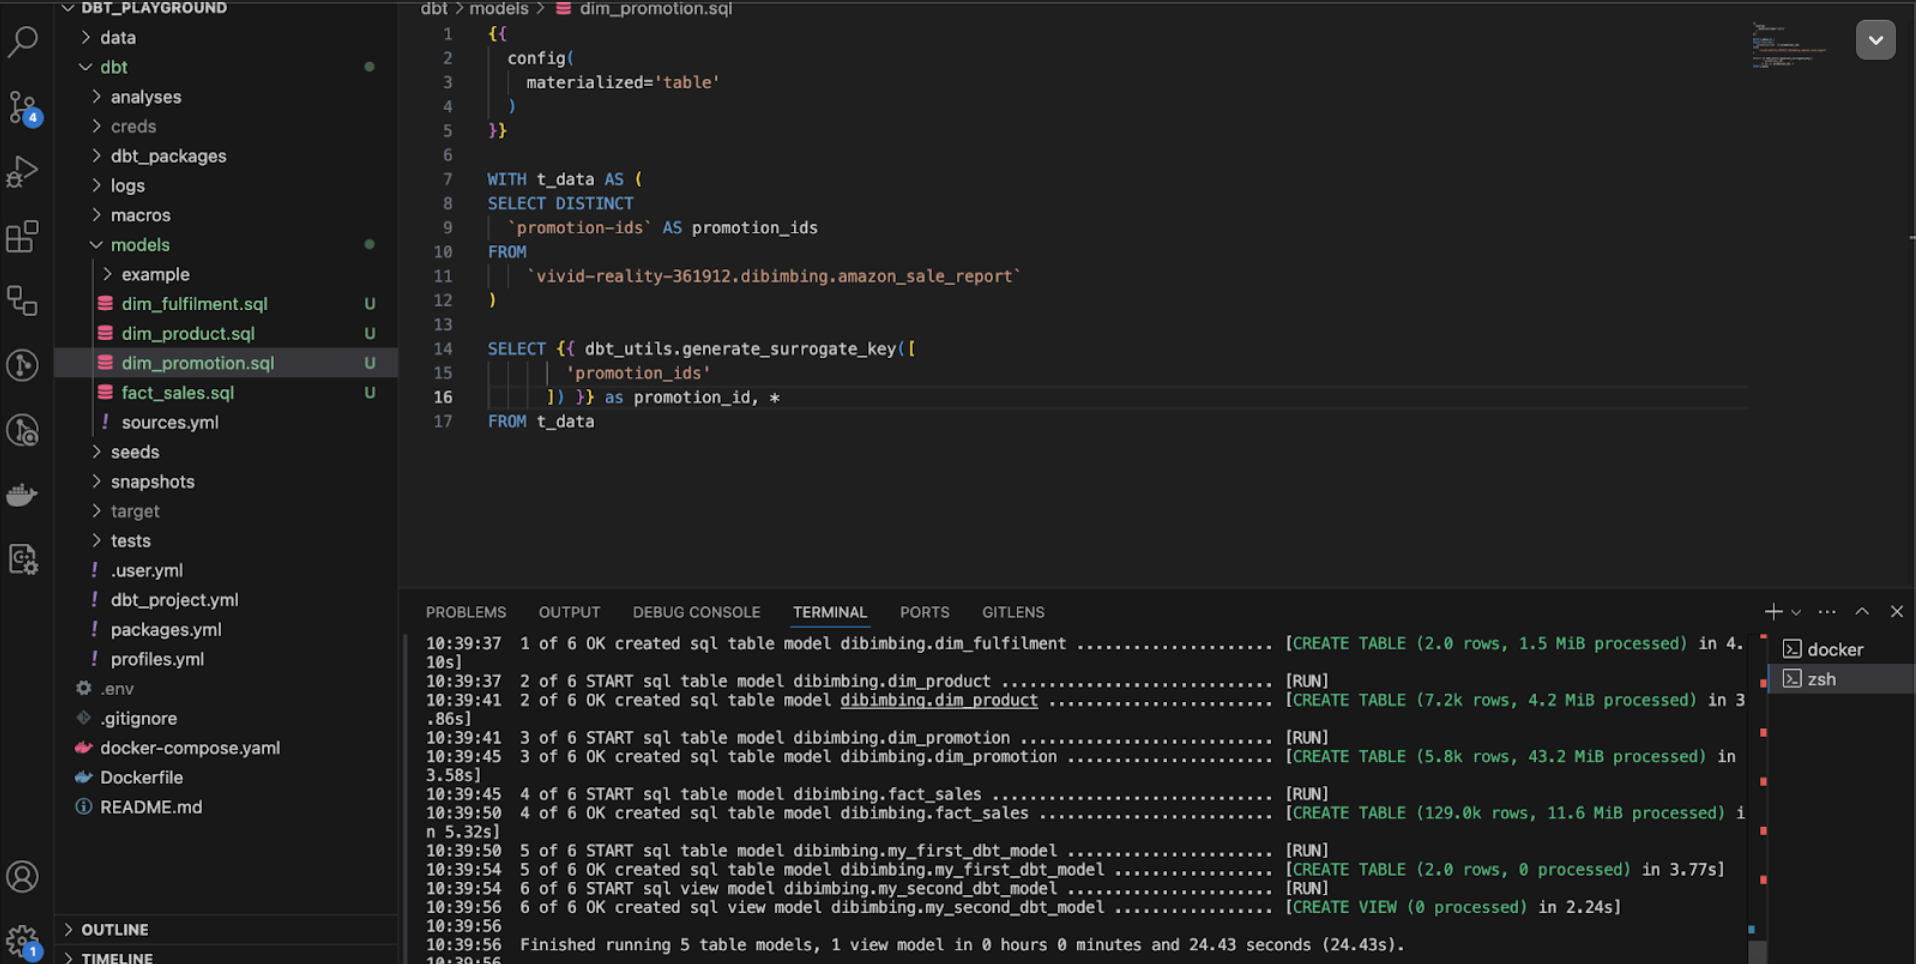 DBT_PLAYGROUND
data
dbt
analyses
creds
dbt_packages
logs
macros
models
example
dim_fulfilment.sql U
dim_product.sql U
dim_promotion.sql U
fact_sales.sql U
! sources.yml
seeds
snapshots
target
tests
! .user.yml
! dbt_project.yml
! packages.yml
! profiles.yml
.env
.gitignore
docker-compose.yaml
Dockerfile
README.md
OUTLINE
TIMELINE
4
1
dbt > models > dim_promotion.sql
1 {{
2 config(
3 materialized='table'
4 )
5 }}
6
7 WITH t_data AS (
8 SELECT DISTINCT
9 `promotion-ids` AS promotion_ids
10 FROM
11 `vivid-reality-361912.dibimbing.amazon_sale_report`
12 )
13
14 SELECT {{ dbt_utils.generate_surrogate_key([
15 'promotion_ids'
16 ]) }} as promotion_id, *
17 FROM t_data
PROBLEMS OUTPUT DEBUG CONSOLE TERMINAL PORTS GITLENS
10:39:37 1 of 6 OK created sql table model dibimbing.dim_fulfilment ..................... [CREATE TABLE (2.0 rows, 1.5 MiB processed) in 4.
10s]
10:39:37 2 of 6 START sql table model dibimbing.dim_product ............................. [RUN]
10:39:41 2 of 6 OK created sql table model dibimbing.dim_product ........................ [CREATE TABLE (7.2k rows, 4.2 MiB processed) in 3
.86s]
10:39:41 3 of 6 START sql table model dibimbing.dim_promotion ........................... [RUN]
10:39:45 3 of 6 OK created sql table model dibimbing.dim_promotion ...................... [CREATE TABLE (5.8k rows, 43.2 MiB processed) in
3.58s]
10:39:45 4 of 6 START sql table model dibimbing.fact_sales .............................. [RUN]
10:39:50 4 of 6 OK created sql table model dibimbing.fact_sales ......................... [CREATE TABLE (129.0k rows, 11.6 MiB processed) i
n 5.32s]
10:39:50 5 of 6 START sql table model dibimbing.my_first_dbt_model ...................... [RUN]
10:39:54 5 of 6 OK created sql table model dibimbing.my_first_dbt_model ................. [CREATE TABLE (2.0 rows, 0 processed) in 3.77s]
10:39:54 6 of 6 START sql view model dibimbing.my_second_dbt_model ...................... [RUN]
10:39:56 6 of 6 OK created sql view model dibimbing.my_second_dbt_model ................. [CREATE VIEW (0 processed) in 2.24s]
10:39:56
10:39:56 Finished running 5 table models, 1 view model in 0 hours 0 minutes and 24.43 seconds (24.43s).
10:39:56
docker
zsh